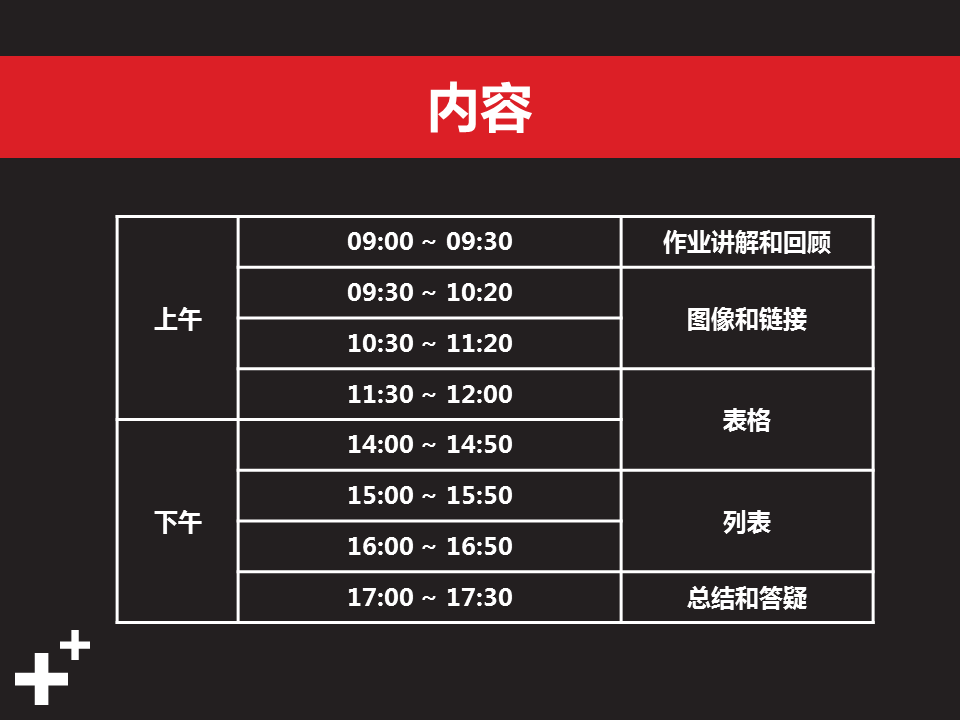 内容
上午
09:00 ~ 09:30
作业讲解和回顾
09:30 ~ 10:20
图像和链接
10:30 ~ 11:20
11:30 ~ 12:00
表格
下午
14:00 ~ 14:50
15:00 ~ 15:50
列表
16:00 ~ 16:50
17:00 ~ 17:30
总结和答疑